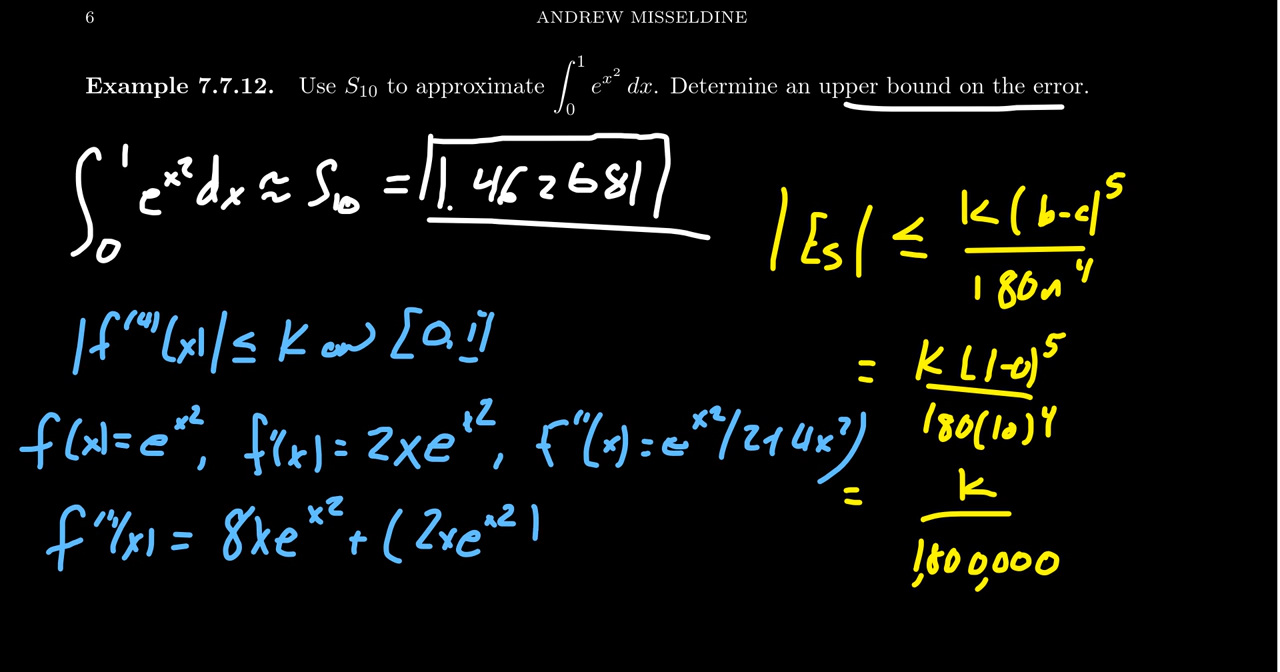 6 ANDREW MISSELDINE
Example 7.7.12. Use S₁₀ to approximate ∫₀¹ e^{x²} dx. Determine an upper bound on the error.
∫₀¹ e^{x²} dx ≈ S₁₀ = 1.462681
|E_S| ≤ K(b-a)⁵ / 180n⁴
|f⁽⁴⁾(x)| ≤ K on [0,1]
= K(1-0)⁵ / 180(10)⁴
f(x) = e^{x²}, f'(x) = 2xe^{x²}, f''(x) = e^{x²}(2+4x²)
= K / 1,800,000
f'''(x) = 8xe^{x²} + (2xe^{x²})